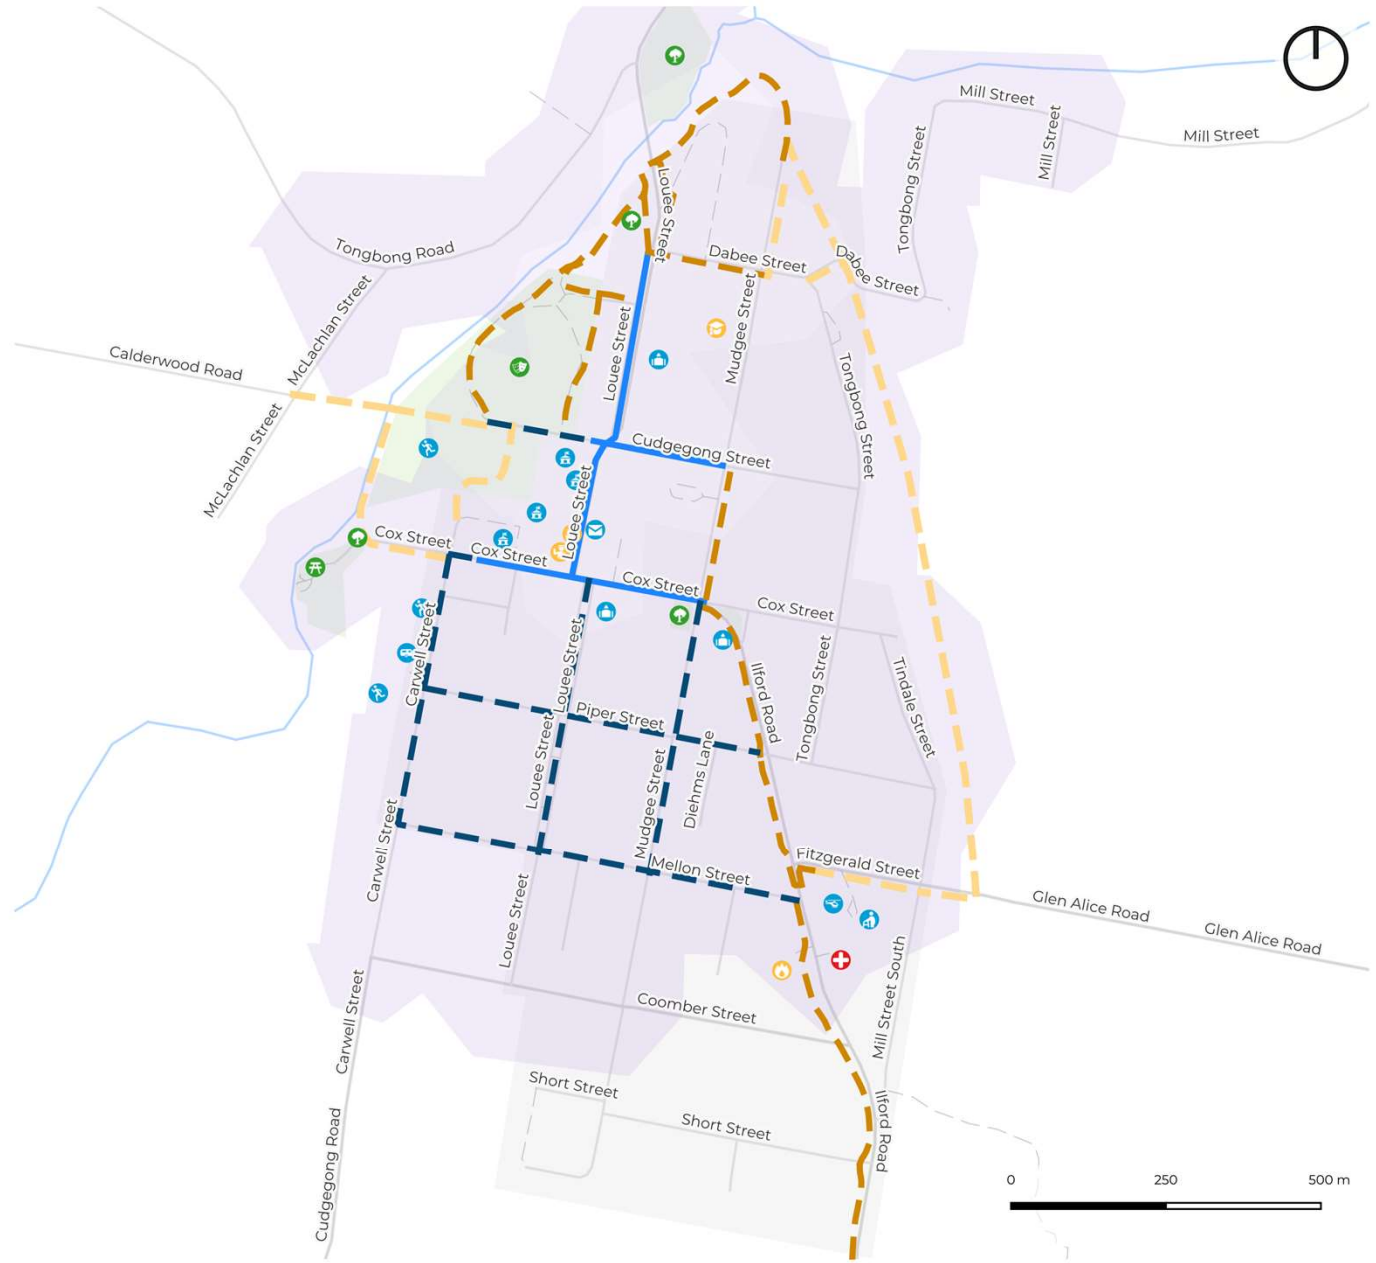 Mill Street
Mill Street
Mill Street
Tongbong Street
Louee Street
Tongbong Road
Dabee Street
Dabee Street
McLachlan Street
Mudgee Street
Louee Street
Calderwood Road
Tongbong Street
McLachlan Street
Cudgegong Street
Louee Street
Cox Street
Cox Street
Cox Street
Cox Street
Carwell Street
Louee Street
Ilford Road
Tongbong Street
Tindale Street
Piper Street
Louee Street
Mudgee Street
Diehms Lane
Carwell Street
Mellon Street
Fitzgerald Street
Louee Street
Glen Alice Road
Glen Alice Road
Mill Street South
Carwell Street
Coomber Street
Short Street
Short Street
Ilford Road
Cudgegong Road
0 250 500 m